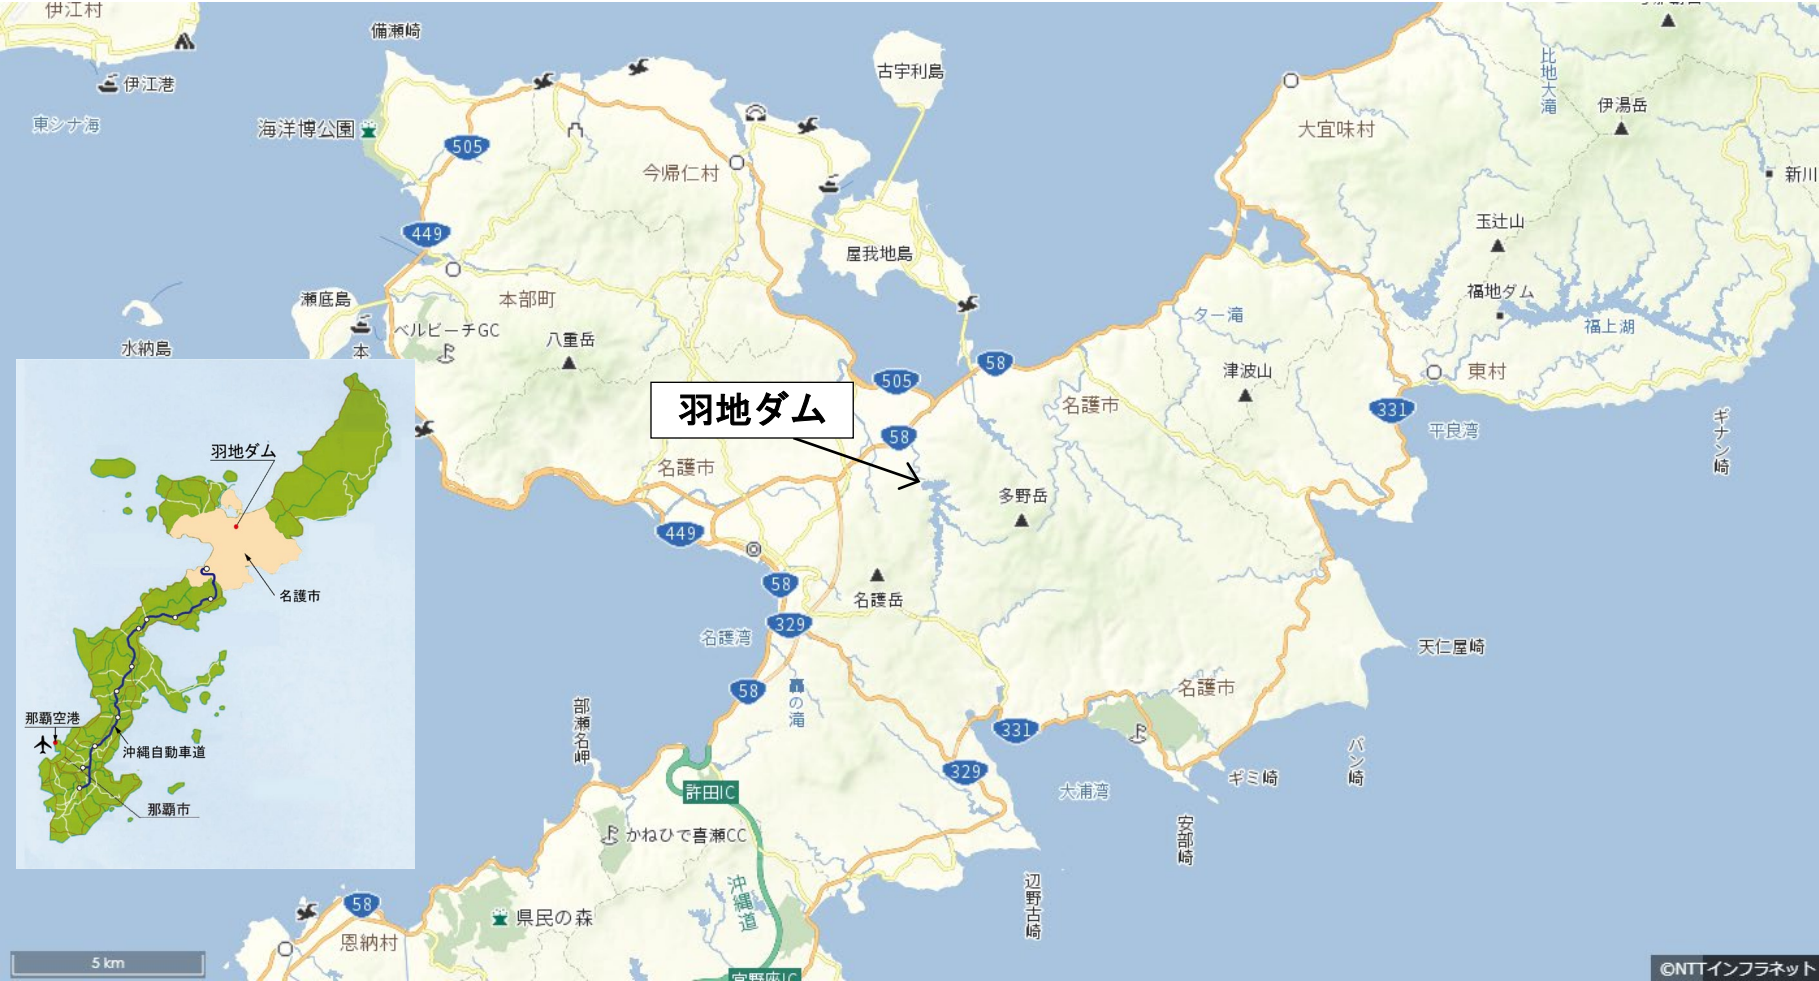 伊江村
備瀬崎
古宇利島
伊江港
東シナ海
海洋博公園
505
今帰仁村
大宜味村
比地大滝
伊湯岳
新川
玉辻山
449
屋我地島
瀬底島
本部町
福地ダム
福上湖
ター滝
ベルビーチGC
八重岳
水納島
本
58
505
津波山
東村
羽地ダム
名護市
331
平良湾
ギナン崎
58
名護市
多野岳
449
58
名護岳
329
名護湾
天仁屋崎
58
名護市
部瀬名岬
の滝
331
バン崎
329
大浦湾
ギミ崎
許田IC
安部崎
かねひで喜瀬CC
沖縄道
辺野古崎
58
県民の森
恩納村
宜野座IC
5 km
©NTTインフラネット
羽地ダム
名護市
那覇空港
沖縄自動車道
那覇市